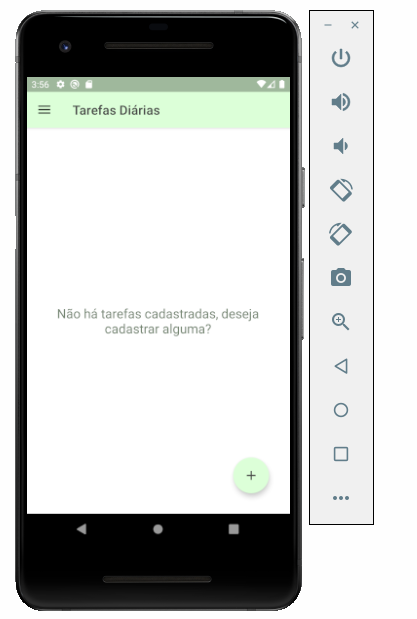 3:56
Tarefas Diárias
Não há tarefas cadastradas, deseja
cadastrar alguma?
+